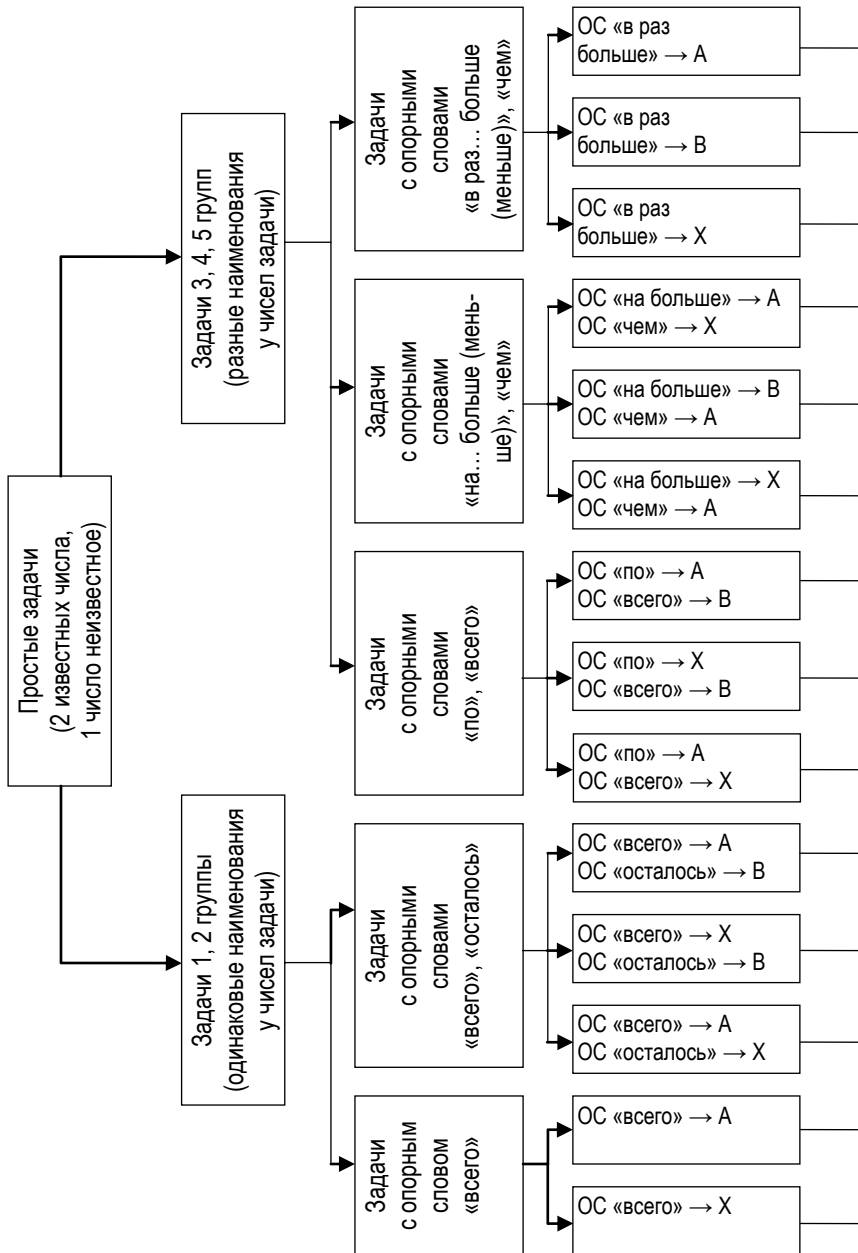 Простые задачи
(2 известных числа,
1 число неизвестное)
Задачи 1, 2 группы
(одинаковые наименования
у чисел задачи)
Задачи 3, 4, 5 групп
(разные наименования
у чисел задачи)
Задачи
с опорным
словом
«всего»
Задачи
с опорными
словами
«всего», «осталось»
Задачи
с опорными
словами
«по», «всего»
Задачи
с опорными
словами
«на… больше (мень-
ше)», «чем»
Задачи
с опорными
словами
«в раз… больше
(меньше)», «чем»
ОС «всего» → Х
ОС «всего» → А
ОС «всего» → А
ОС «осталось» → Х
ОС «всего» → Х
ОС «осталось» → В
ОС «всего» → А
ОС «осталось» → В
ОС «по» → А
ОС «всего» → Х
ОС «по» → Х
ОС «всего» → В
ОС «по» → А
ОС «всего» → В
ОС «на больше» → Х
ОС «чем» → А
ОС «на больше» → В
ОС «чем» → А
ОС «на больше» → А
ОС «чем» → Х
ОС «в раз
больше» → Х
ОС «в раз
больше» → В
ОС «в раз
больше» → А